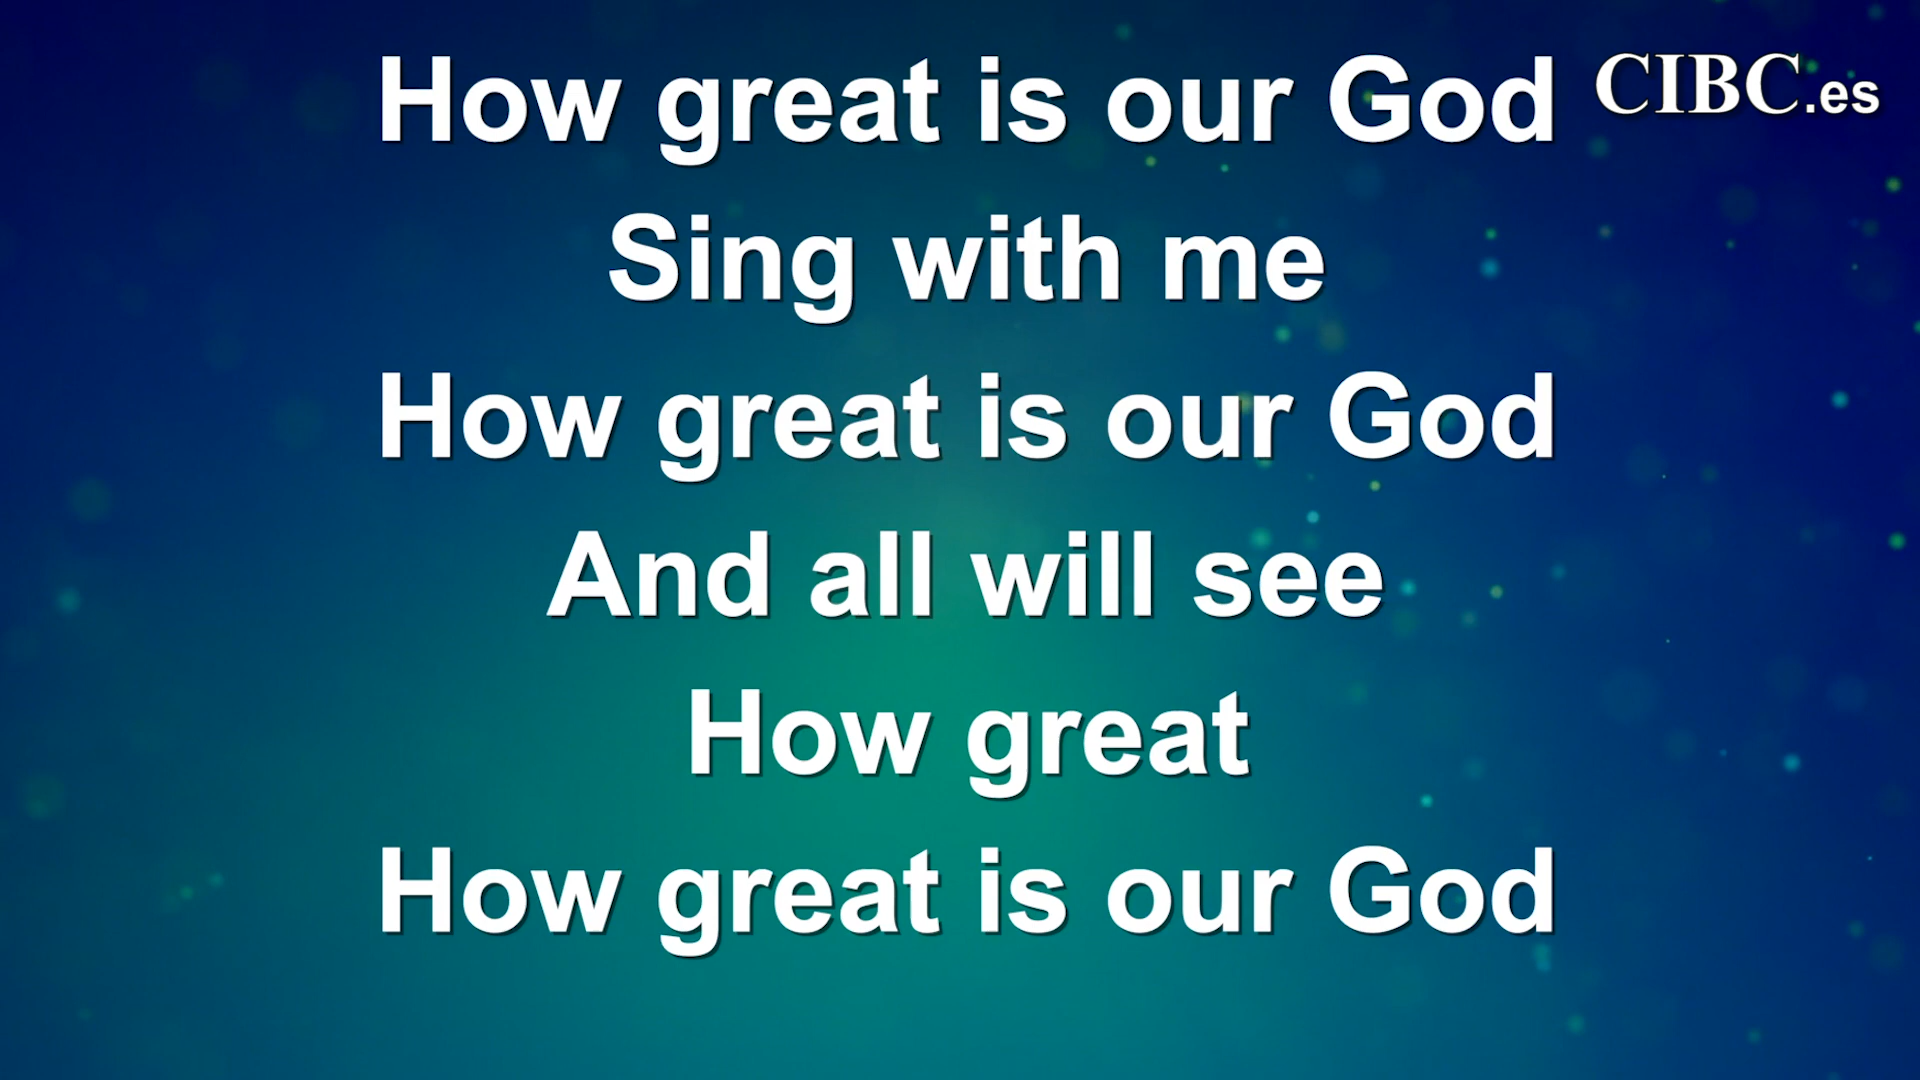 How great is our God
CIBC.es
Sing with me
How great is our God
And all will see
How great
How great is our God